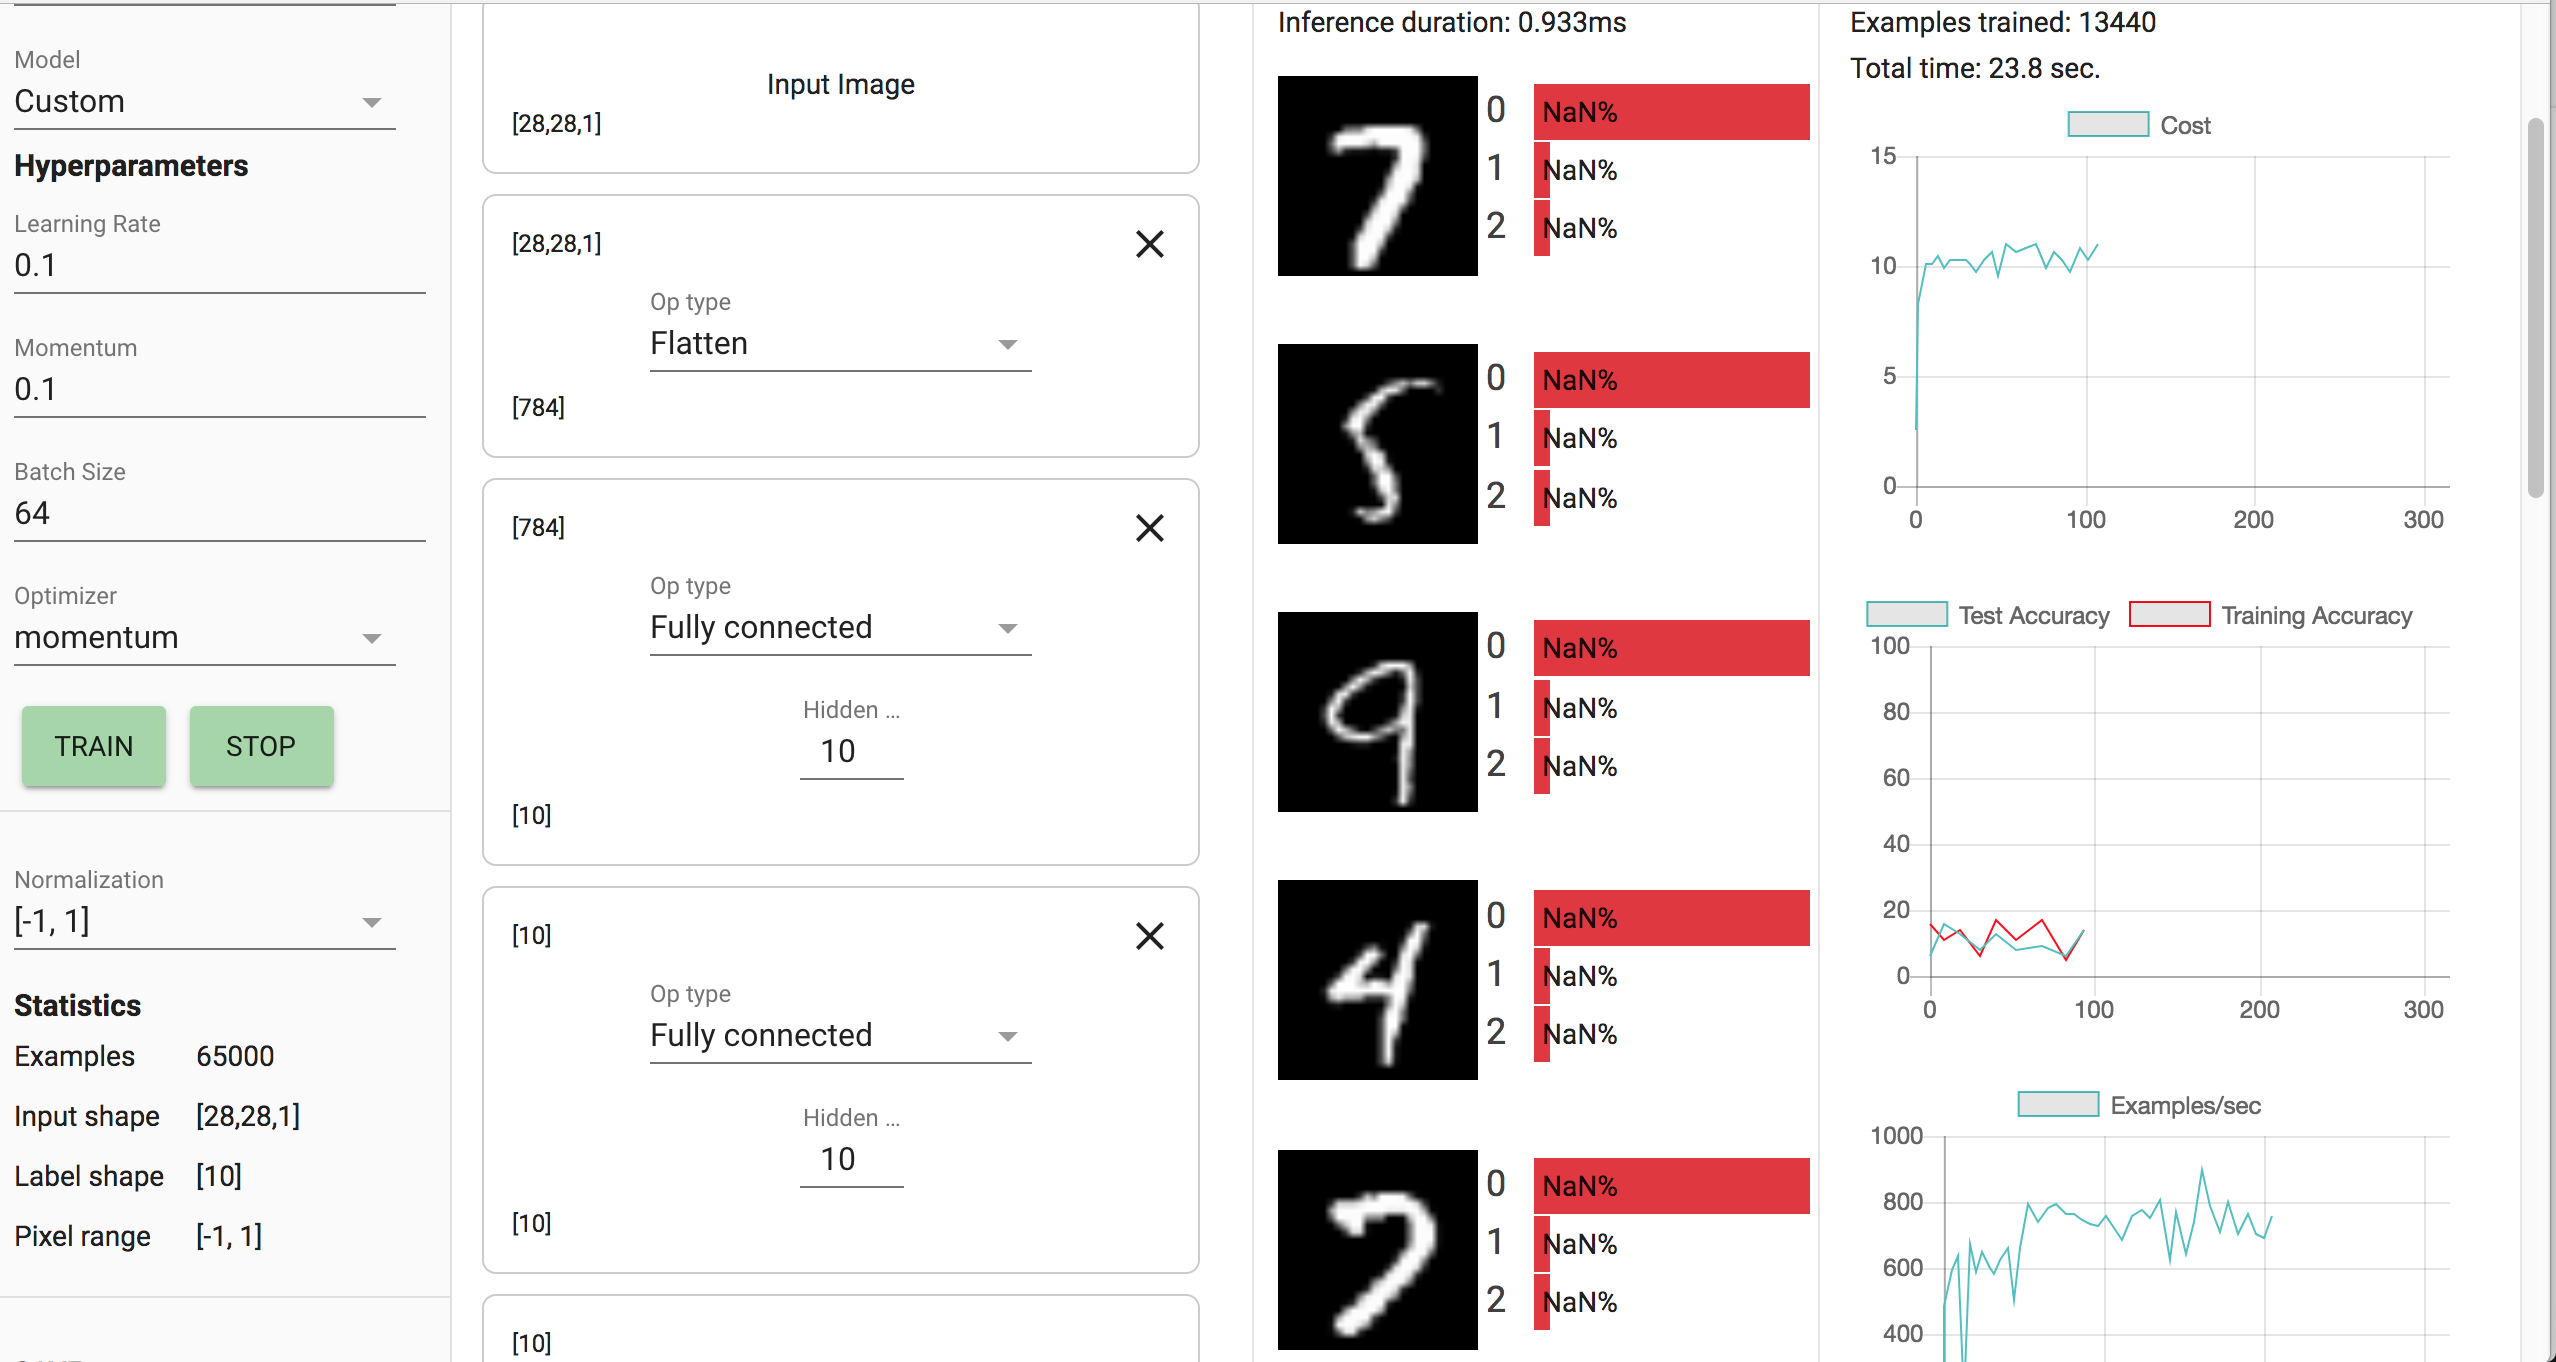 Model
Custom
Hyperparameters
Learning Rate
0.1
Momentum
0.1
Batch Size
64
Optimizer
momentum
TRAIN STOP
Normalization
[-1, 1]
Statistics
Examples 65000
Input shape [28,28,1]
Label shape [10]
Pixel range [-1, 1]
Input Image
[28,28,1]
[28,28,1]
Op type
Flatten
[784]
[784]
Op type
Fully connected
Hidden ...
10
[10]
[10]
Op type
Fully connected
Hidden ...
10
[10]
[10]
Inference duration: 0.933ms
7
0 NaN%
1 NaN%
2 NaN%
5
0 NaN%
1 NaN%
2 NaN%
9
0 NaN%
1 NaN%
2 NaN%
4
0 NaN%
1 NaN%
2 NaN%
7
0 NaN%
1 NaN%
2 NaN%
Examples trained: 13440
Total time: 23.8 sec.
Cost
15
10
5
0
0 100 200 300
Test Accuracy Training Accuracy
100
80
60
40
20
0
0 100 200 300
Examples/sec
1000
800
600
400